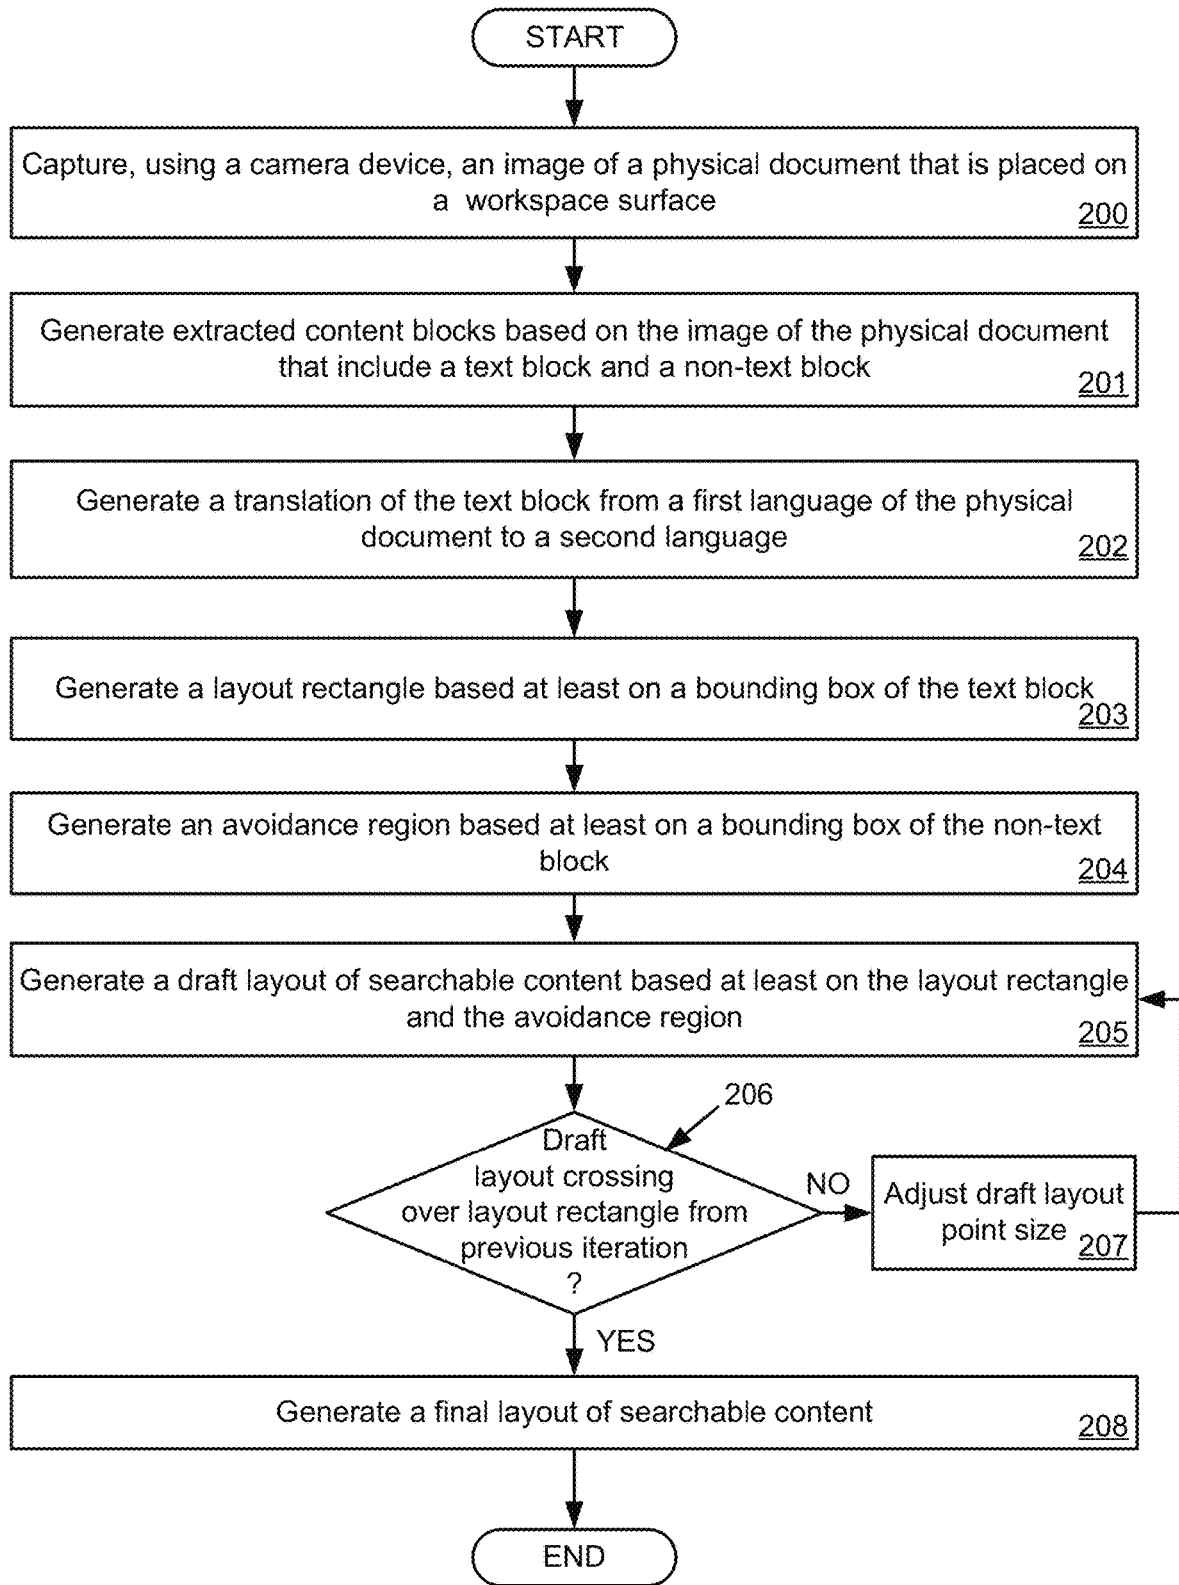 START
Capture, using a camera device, an image of a physical document that is placed on
a workspace surface
200
Generate extracted content blocks based on the image of the physical document
that include a text block and a non-text block
201
Generate a translation of the text block from a first language of the physical
document to a second language
202
Generate a layout rectangle based at least on a bounding box of the text block
203
Generate an avoidance region based at least on a bounding box of the non-text
block
204
Generate a draft layout of searchable content based at least on the layout rectangle
and the avoidance region
205
206
Draft
layout crossing
over layout rectangle from
previous iteration
?
NO
Adjust draft layout
point size
207
YES
Generate a final layout of searchable content
208
END